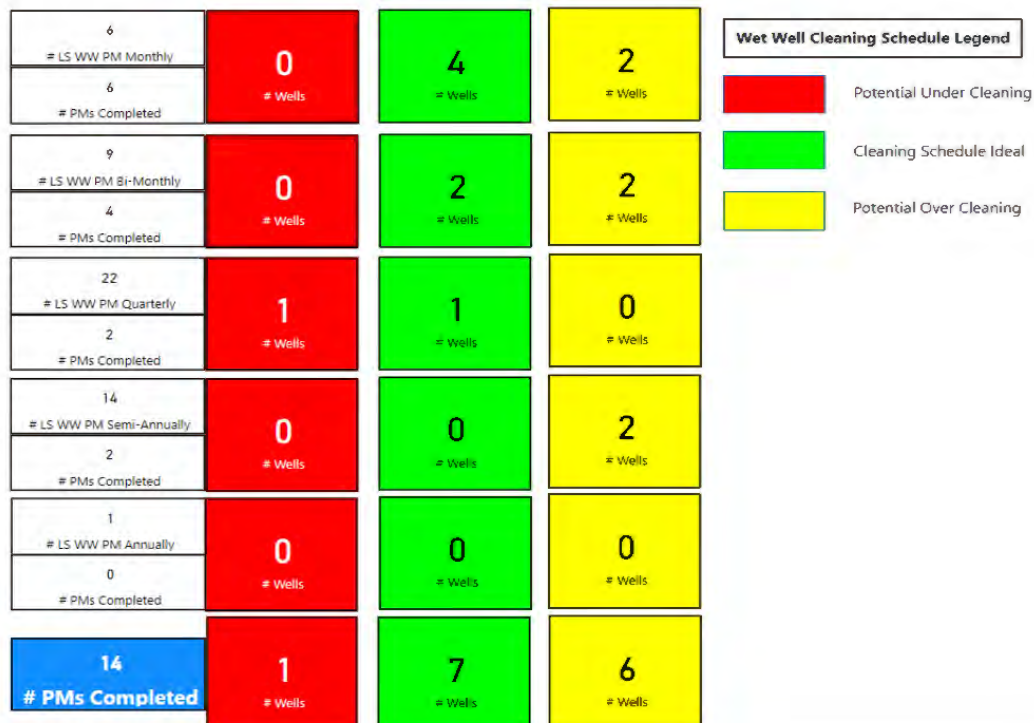 6
# LS WW PM Monthly
6
# PMs Completed
0
# Wells
4
# Wells
2
# Wells
9
# LS WW PM Bi-Monthly
4
# PMs Completed
0
# Wells
2
# Wells
2
# Wells
22
# LS WW PM Quarterly
2
# PMs Completed
1
# Wells
1
# Wells
0
# Wells
14
# LS WW PM Semi-Annually
2
# PMs Completed
0
# Wells
0
# Wells
2
# Wells
1
# LS WW PM Annually
0
# PMs Completed
0
# Wells
0
# Wells
0
# Wells
14
# PMs Completed
1
# Wells
7
# Wells
6
# Wells
Wet Well Cleaning Schedule Legend
Potential Under Cleaning
Cleaning Schedule Ideal
Potential Over Cleaning